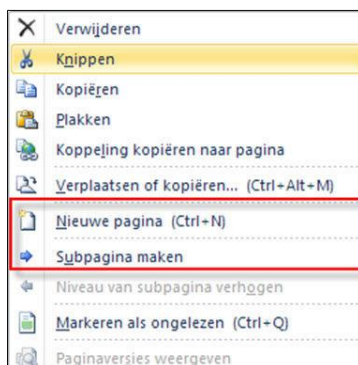 Verwijderen
Knippen
Kopiëren
Plakken
Koppeling kopiëren naar pagina
Verplaatsen of kopiëren... (Ctrl+Alt+M)
Nieuwe pagina (Ctrl+N)
Subpagina maken
Niveau van subpagina verhogen
Markeren als ongelezen (Ctrl+Q)
Paginaversies weergeven